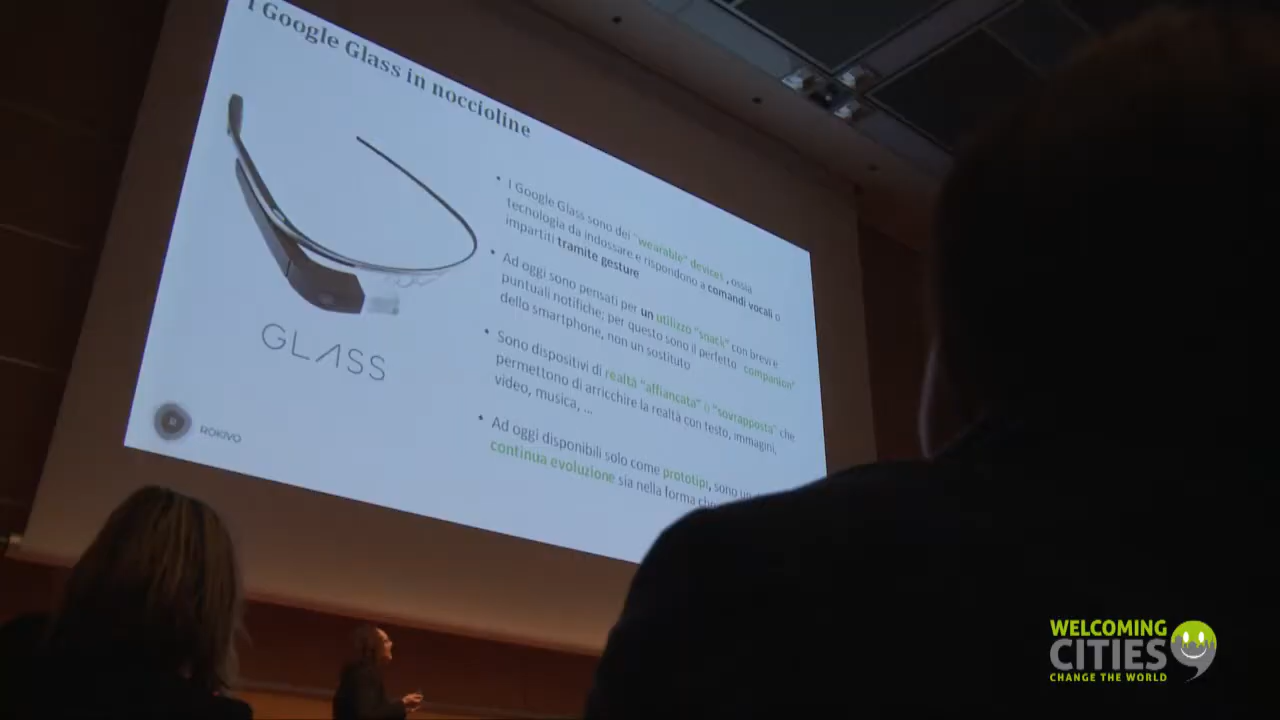 I Google Glass in noccioline
• I Google Glass sono dei "wearable" devices, ossia
tecnologia da indossare e rispondono a comandi vocali o
impartiti tramite gesture
• Ad oggi sono pensati per un utilizzo "snack" con brevi e
puntuali notifiche; per questo sono il perfetto "companion"
dello smartphone, non un sostituto
• Sono dispositivi di realtà "affiancata" o "sovrapposta" che
permettono di arricchire la realtà con testo, immagini,
video, musica, ...
• Ad oggi disponibili solo come prototipi, sono un
continua evoluzione sia nella forma che
GLASS
R
ROKIVO
WELCOMING
CITIES
CHANGE THE WORLD